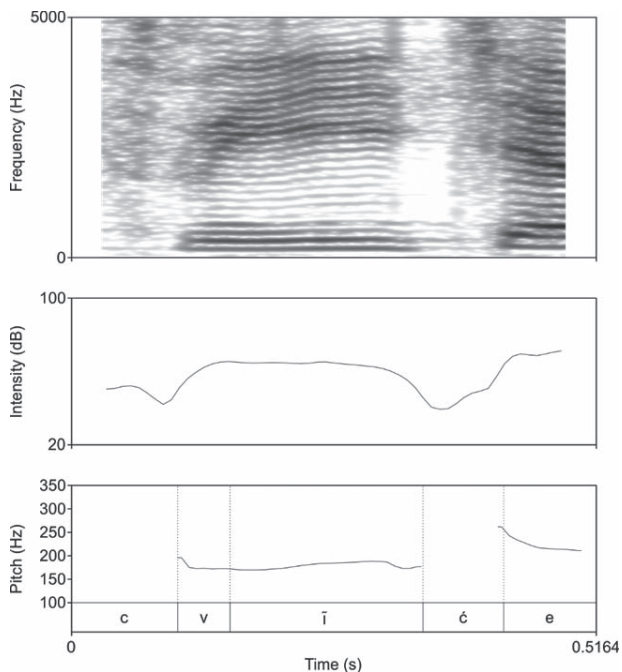 5000
Frequency (Hz)
0
100
Intensity (dB)
20
350
300
250
200
150
100
Pitch (Hz)
c v ī ć e
0 0.5164
Time (s)